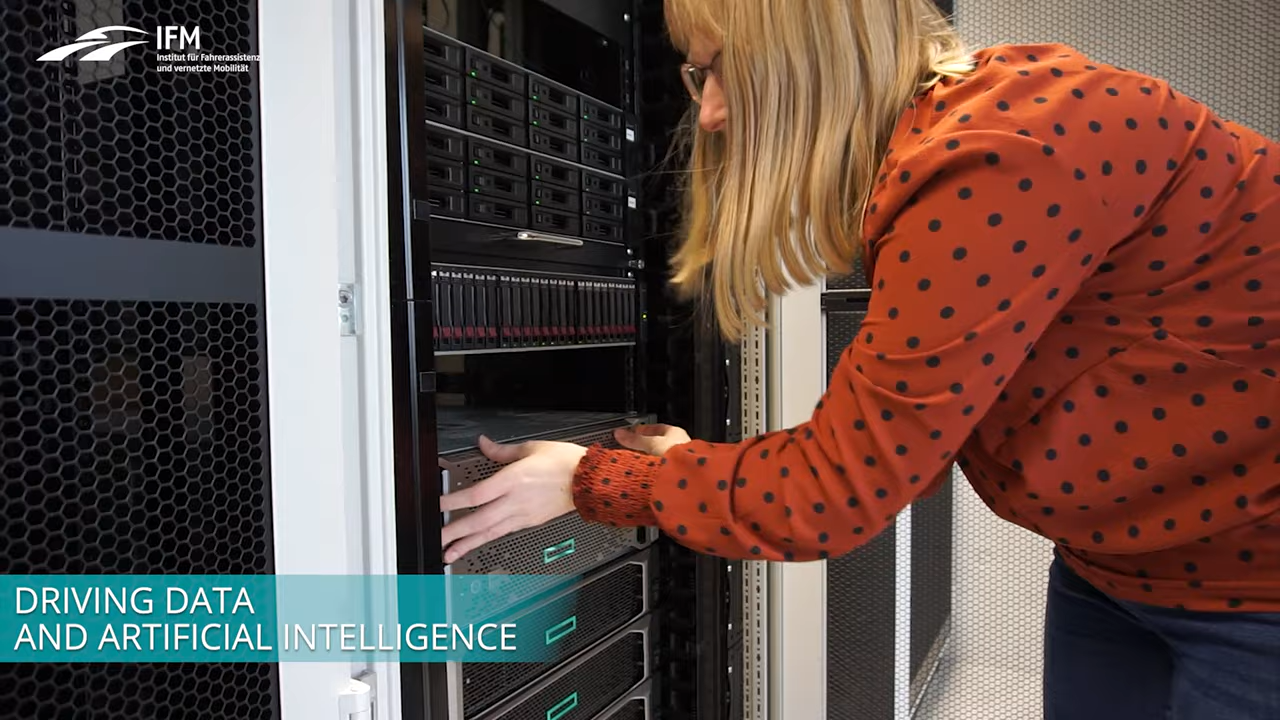 IFM
Institut für Fahrerassistenz
und vernetzte Mobilität
DRIVING DATA
AND ARTIFICIAL INTELLIGENCE